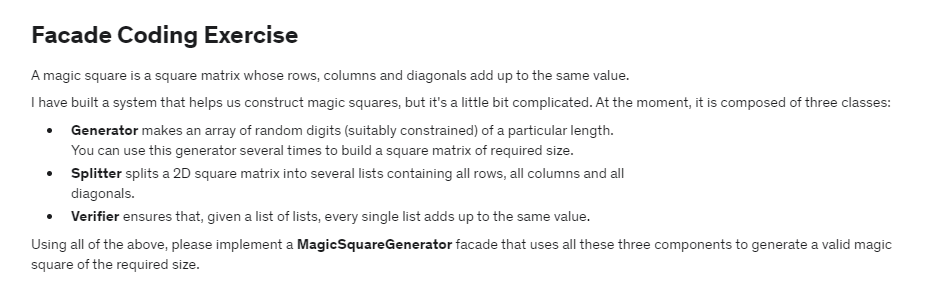 Facade Coding Exercise
A magic square is a square matrix whose rows, columns and diagonals add up to the same value.
I have built a system that helps us construct magic squares, but it's a little bit complicated. At the moment, it is composed of three classes:
• Generator makes an array of random digits (suitably constrained) of a particular length.
You can use this generator several times to build a square matrix of required size.
• Splitter splits a 2D square matrix into several lists containing all rows, all columns and all
diagonals.
• Verifier ensures that, given a list of lists, every single list adds up to the same value.
Using all of the above, please implement a MagicSquareGenerator facade that uses all these three components to generate a valid magic
square of the required size.